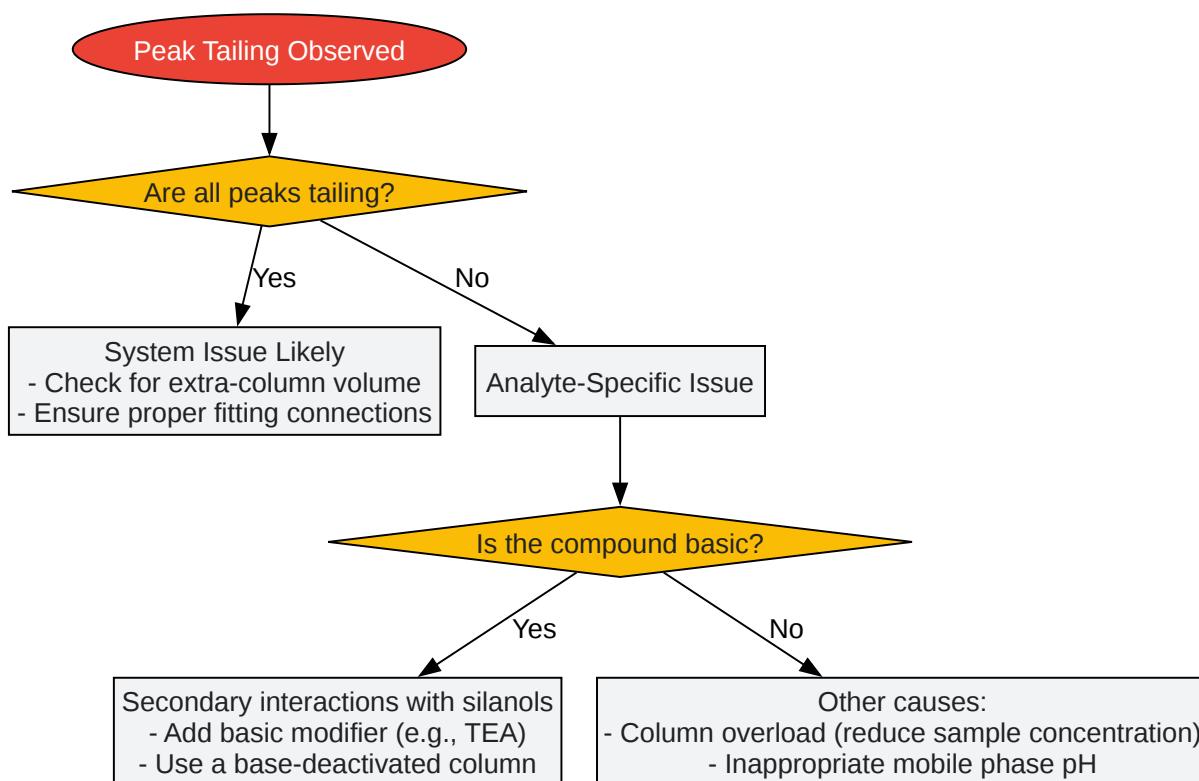 Peak Tailing Observed
Are all peaks tailing?
Yes
No
System Issue Likely
- Check for extra-column volume
- Ensure proper fitting connections
Analyte-Specific Issue
Is the compound basic?
Yes
No
Secondary interactions with silanols
- Add basic modifier (e.g., TEA)
- Use a base-deactivated column
Other causes:
- Column overload (reduce sample concentration)
- Inappropriate mobile phase pH